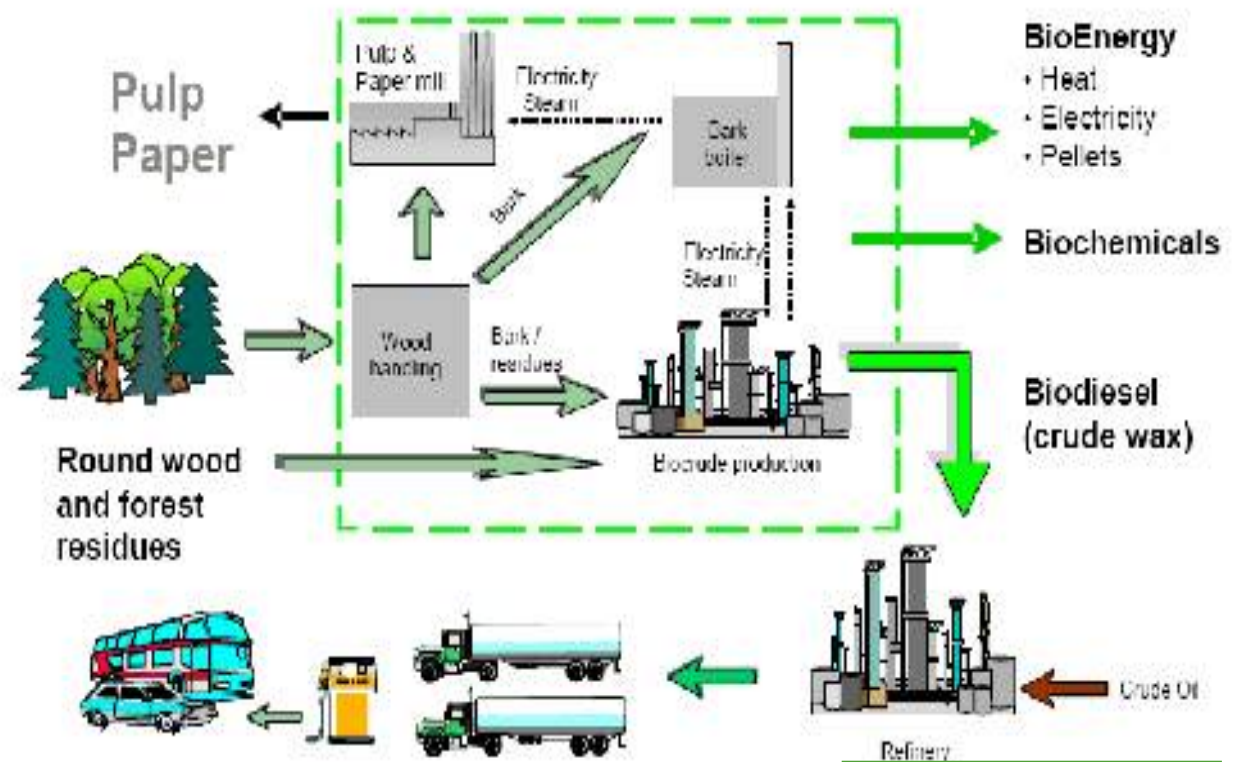 Pulp
Paper
Pulp &
Paper mill
Electricity
Steam
Bark
boiler
BioEnergy
• Heat
• Electricity
• Pellets
Bark
Electricity
Steam
Biochemicals
Wood
handling
Bark /
residues
Biodiesel
(crude wax)
Round wood
and forest
residues
Biocrude production
Crude Oil
Refinery